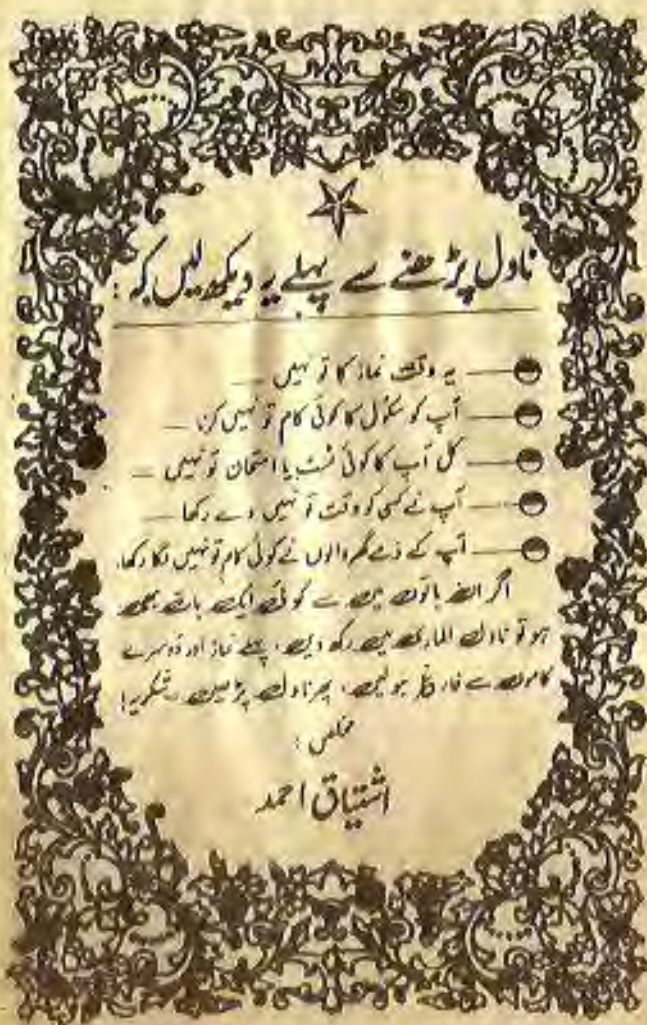 ناول پڑھنے سے پہلے یہ دیکھ لیں کہ:
یہ وقت نماز کا تو نہیں —
آپ کو سکول کا کوئی کام تو نہیں کرنا —
کل آپ کا کوئی ٹسٹ یا امتحان تو نہیں —
آپ نے کسی کو وقت تو نہیں دے رکھا —
آپ کے ذمے گھر والوں نے کوئی کام تو نہیں لگا رکھا۔
اگر ان باتوں میں سے کوئی ایک بات بھی
ہو تو ناول الماری میں رکھ دیں، پہلے نماز اور دوسرے
کاموں سے فارغ ہولیں، پھر ناول پڑھیں۔ شکریہ!
مخلص:
اشتیاق احمد